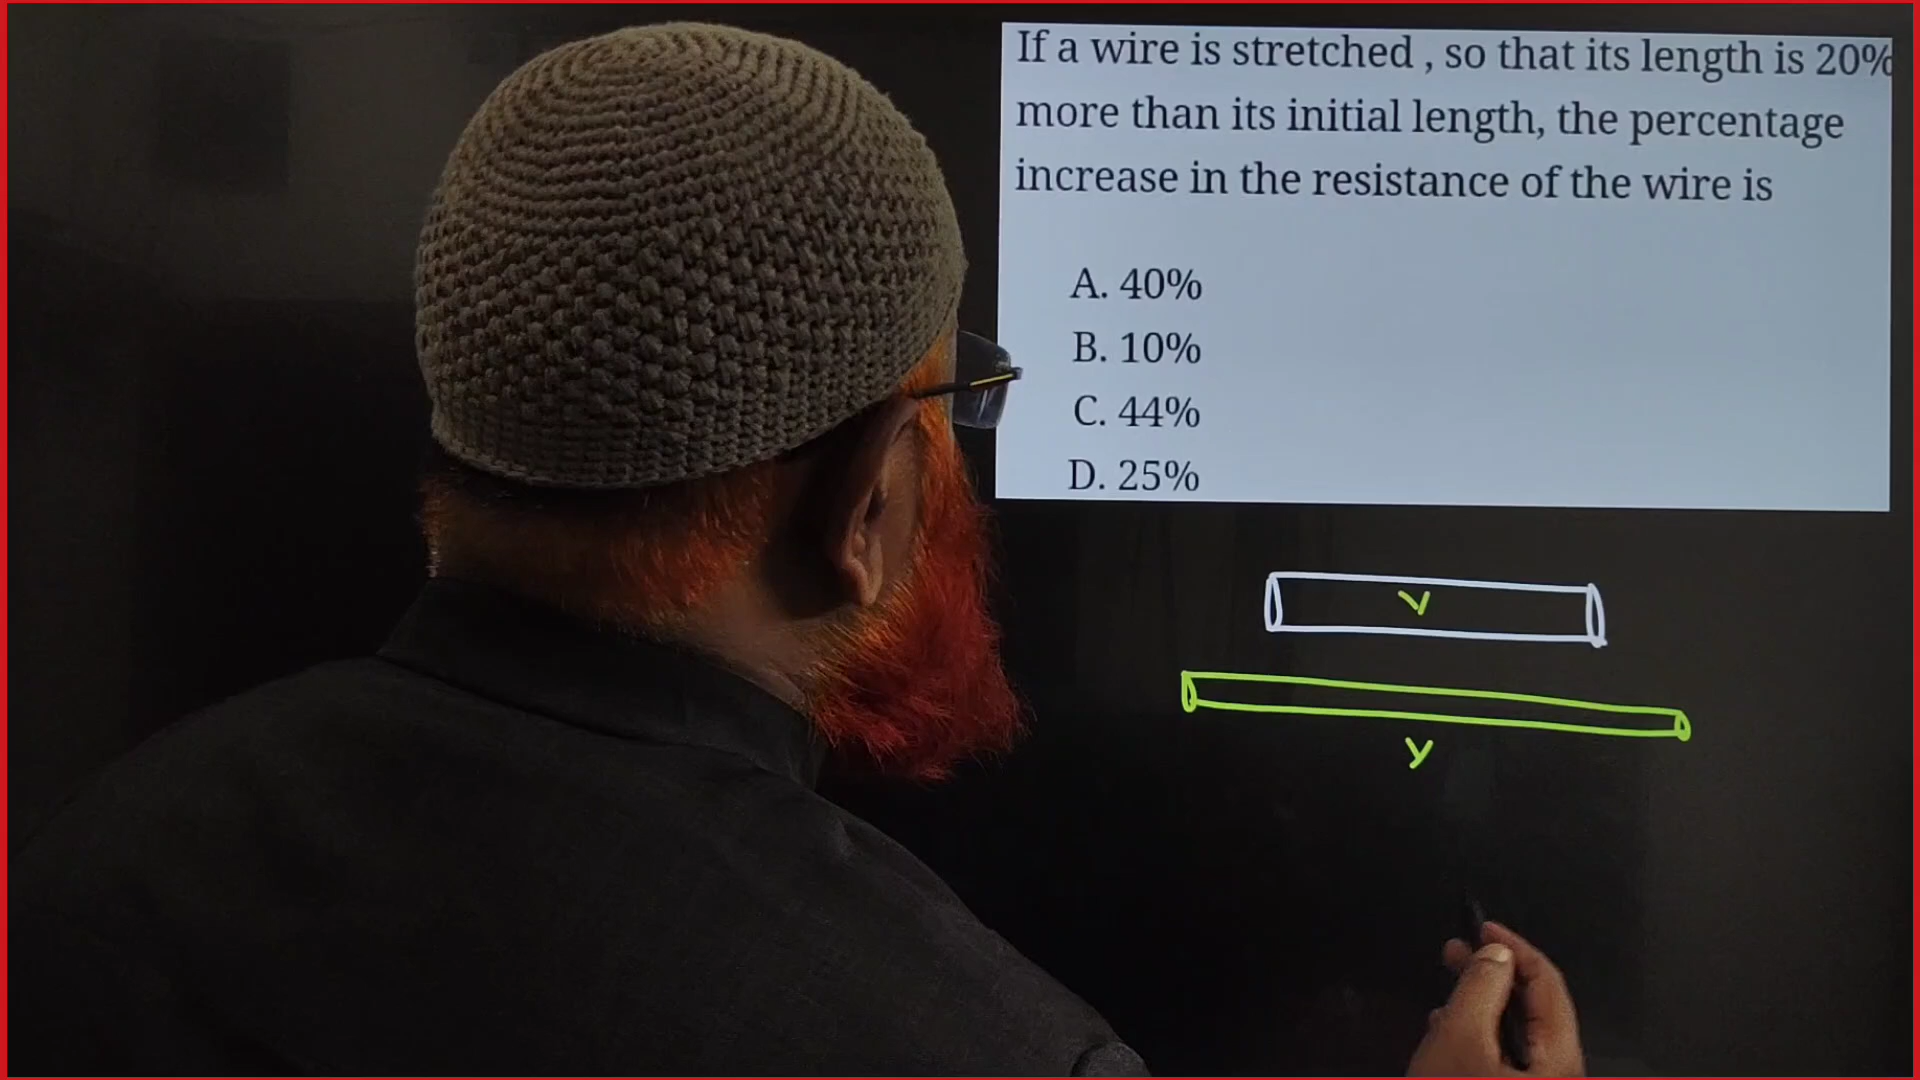 If a wire is stretched , so that its length is 20%
more than its initial length, the percentage
increase in the resistance of the wire is
A. 40%
B. 10%
C. 44%
D. 25%
V
V